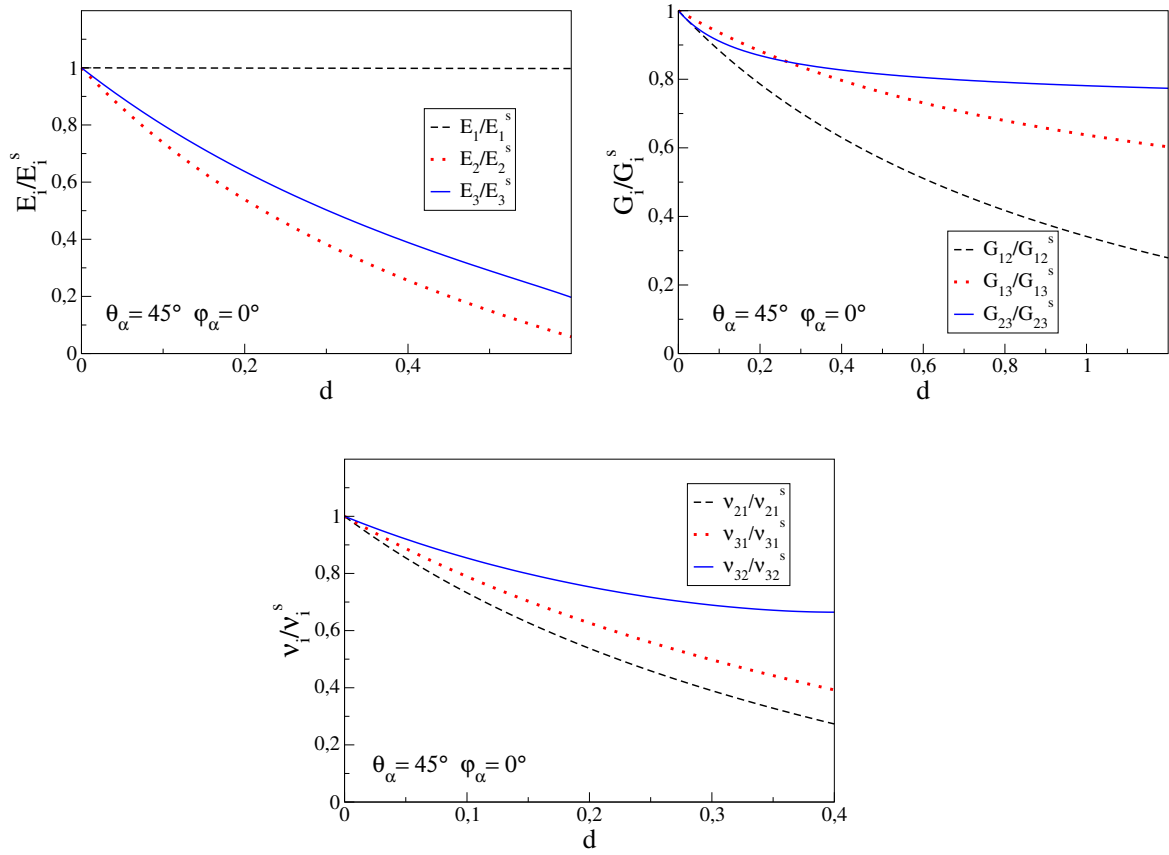 1
0.8
0.6
0.4
0.2
0
E_i/E_i^s
E_1/E_1^s
E_2/E_2^s
E_3/E_3^s
θ_α= 45° φ_α= 0°
0 0,2 0,4
d
1
0.8
0.6
0.4
0.2
0
G_i/G_i^s
G_12/G_12^s
G_13/G_13^s
G_23/G_23^s
θ_α= 45° φ_α= 0°
0 0,2 0,4 0,6 0,8 1
d
1
0,8
0,6
0,4
0,2
0
ν_i/ν_i^s
ν_21/ν_21^s
ν_31/ν_31^s
ν_32/ν_32^s
θ_α= 45° φ_α= 0°
0 0,1 0,2 0,3 0,4
d